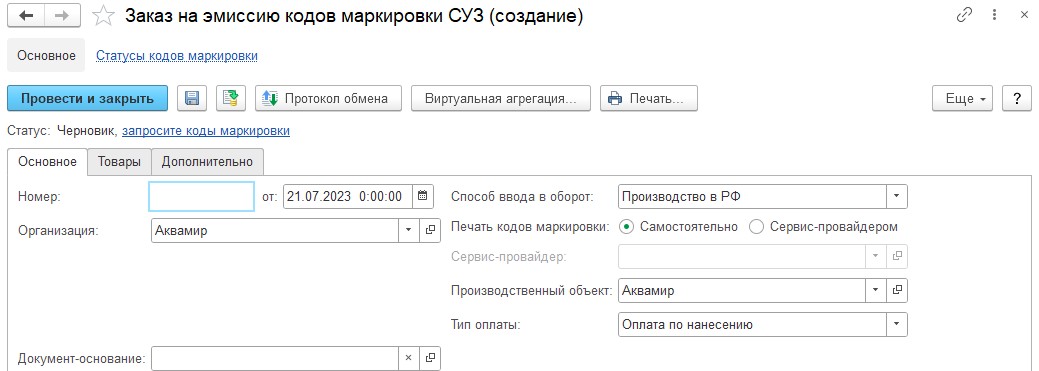 Заказ на эмиссию кодов маркировки СУЗ (создание)
Основное Статусы кодов маркировки
Провести и закрыть Протокол обмена Виртуальная агрегация... Печать... Еще ?
Статус: Черновик, запросите коды маркировки
Основное Товары Дополнительно
Номер: от: 21.07.2023 0:00:00 Способ ввода в оборот: Производство в РФ
Организация: Аквамир Печать кодов маркировки: Самостоятельно Сервис-провайдером
Сервис-провайдер:
Производственный объект: Аквамир
Тип оплаты: Оплата по нанесению
Документ-основание: